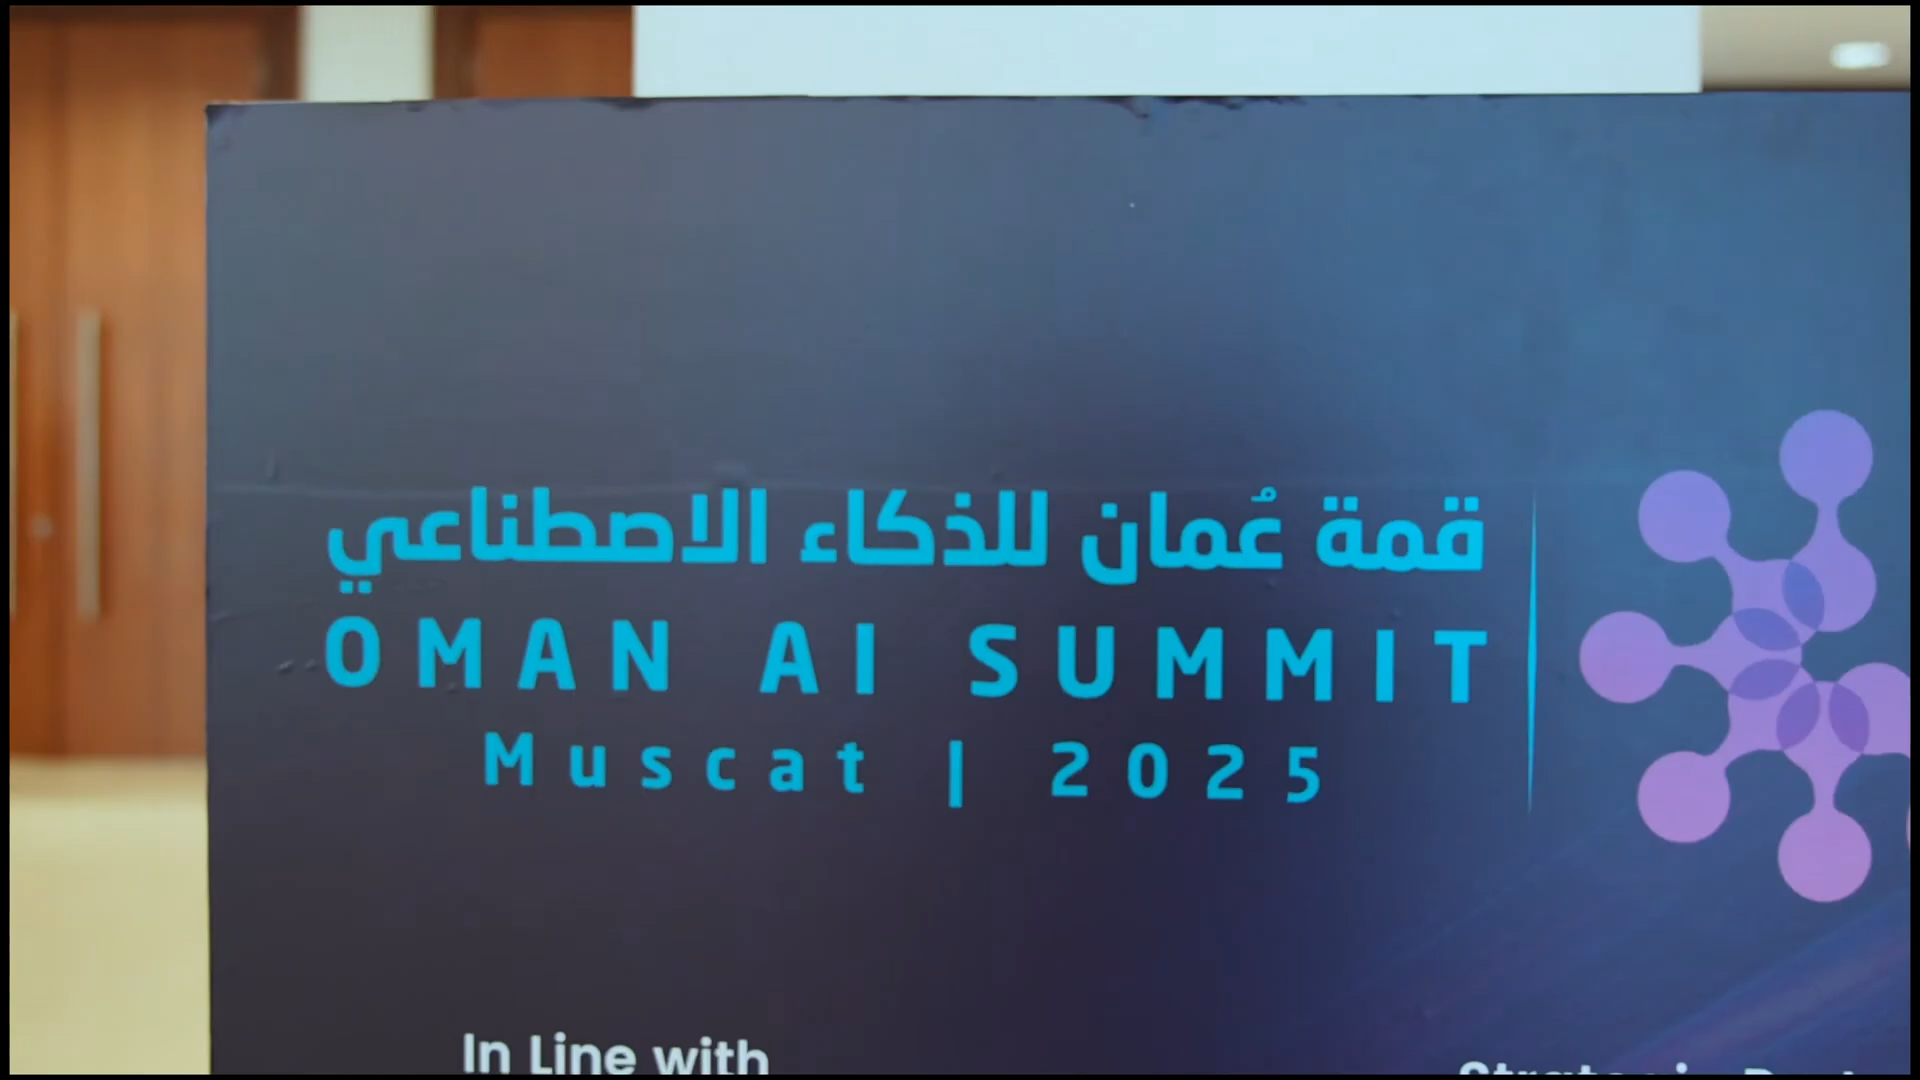 قمة عُمان للذكاء الاصطناعي
OMAN AI SUMMIT
Muscat | 2025
In Line with